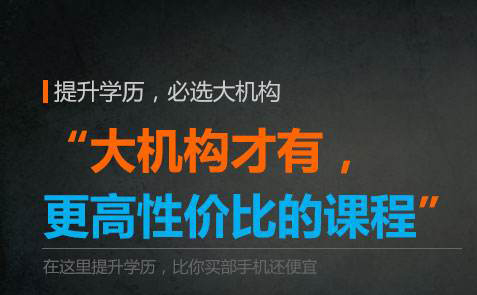 提升学历，必选大机构
“大机构才有，
更高性价比的课程”
在这里提升学历，比你买部手机还便宜